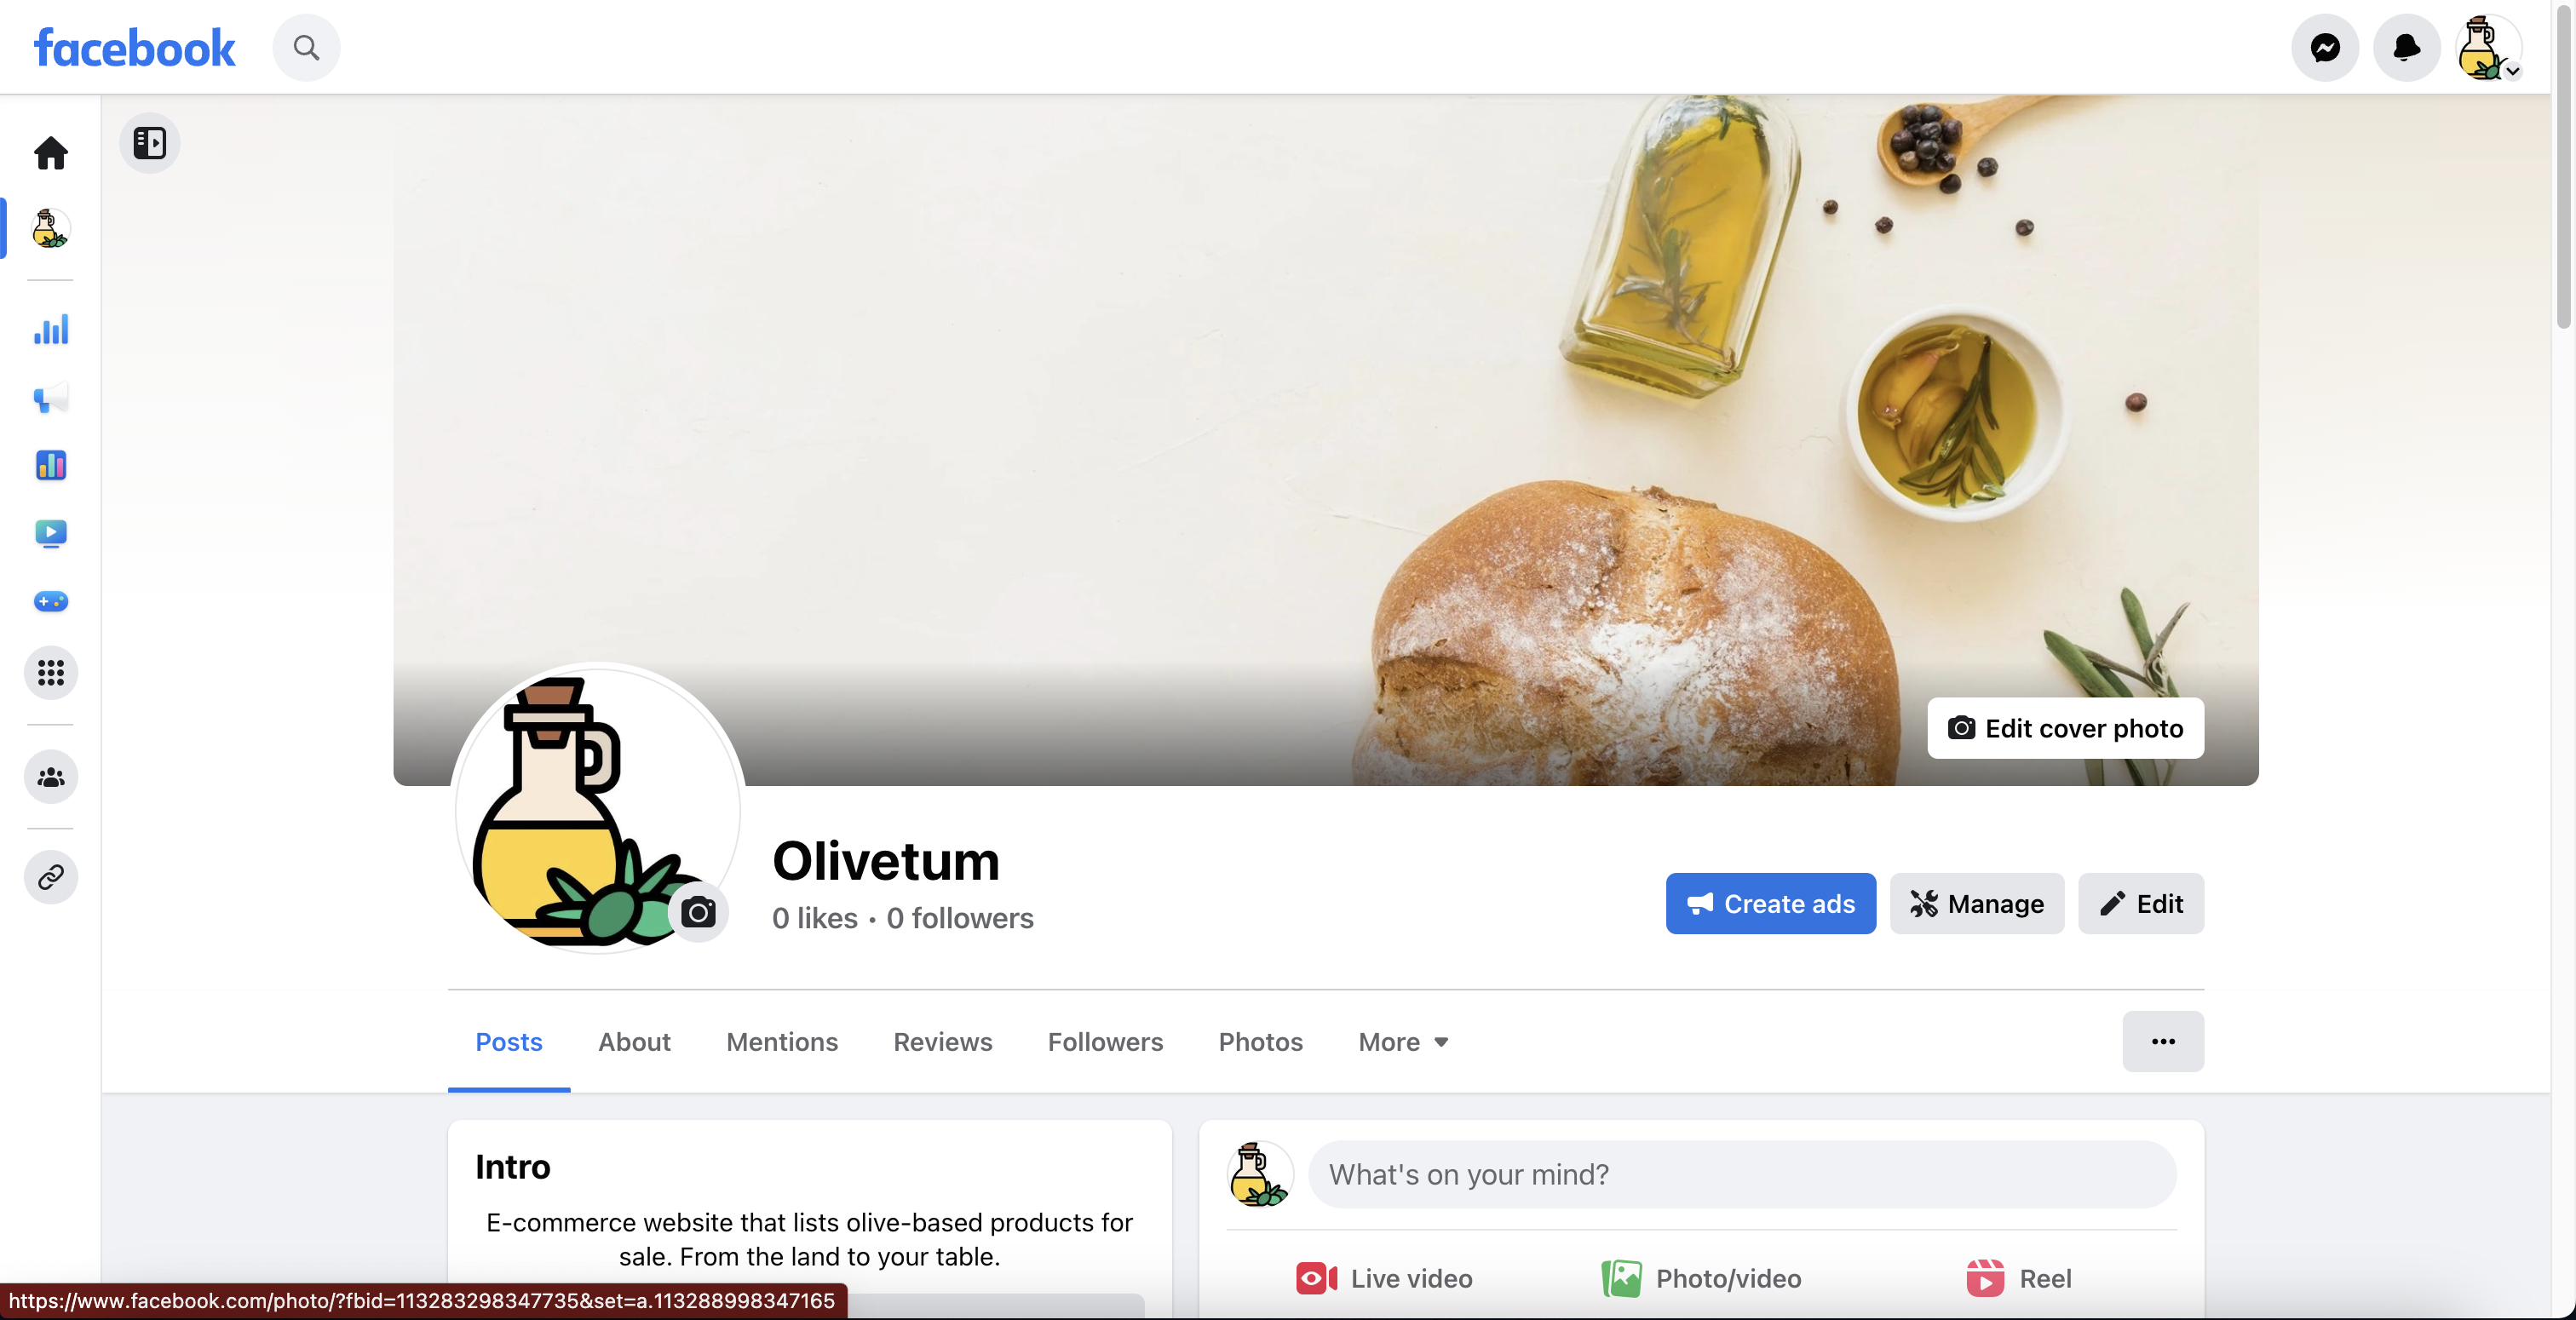 facebook
Edit cover photo
Olivetum
0 likes • 0 followers
Create ads
Manage
Edit
Posts
About
Mentions
Reviews
Followers
Photos
More
Intro
E-commerce website that lists olive-based products for
sale. From the land to your table.
What's on your mind?
Live video
Photo/video
Reel
https://www.facebook.com/photo/?fbid=113283298347735&set=a.113288998347165